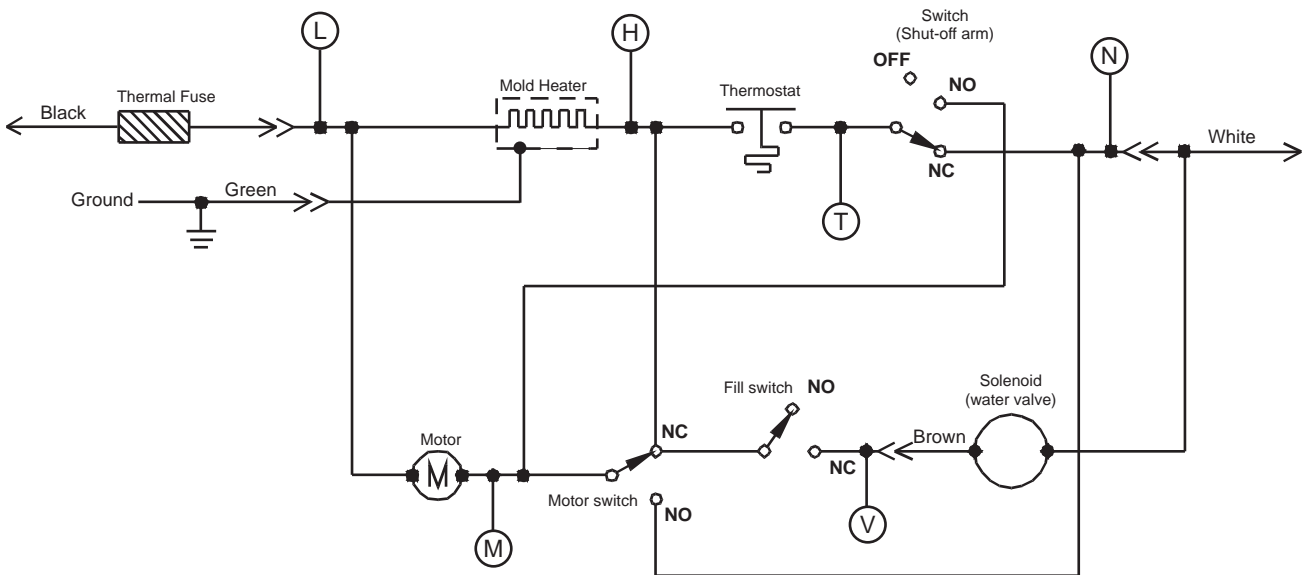 Switch
(Shut-off arm)
L
H
N
OFF
NO
Black
Thermal Fuse
Mold Heater
Thermostat
White
NC
Ground
Green
T
Fill switch
NO
Solenoid
(water valve)
Motor
NC
Brown
M
NC
Motor switch
NO
V
M